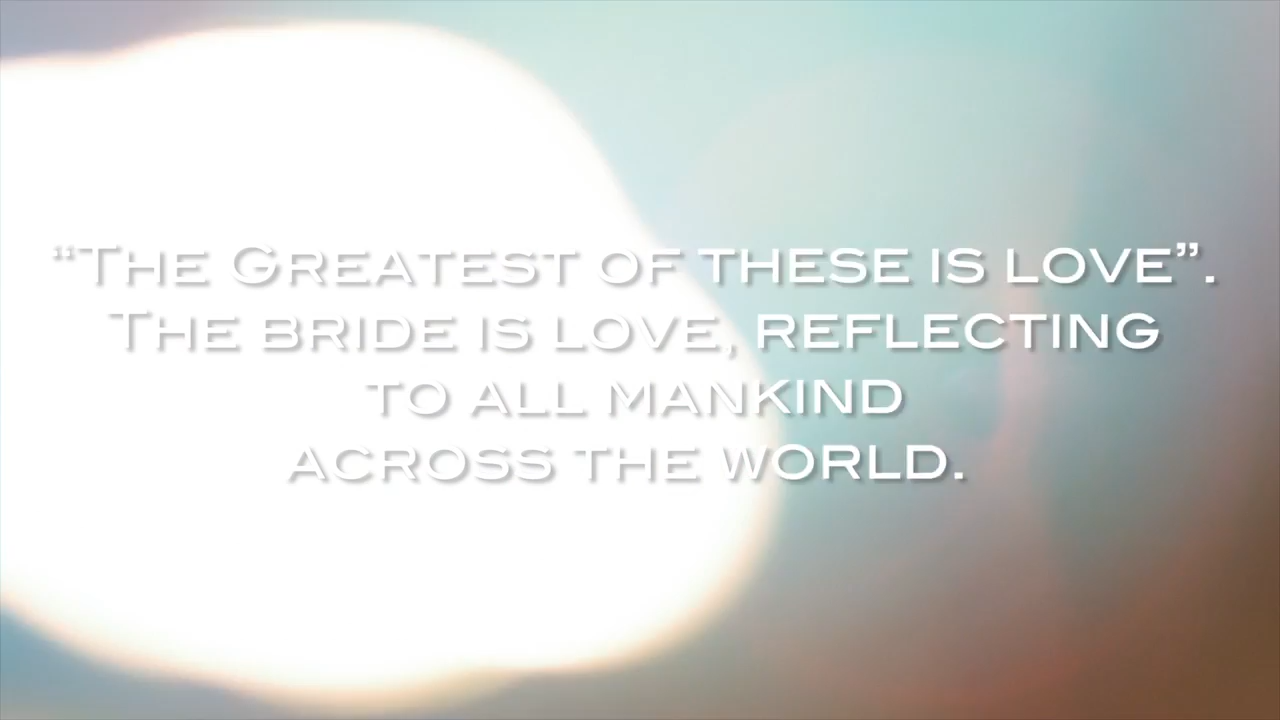 “The Greatest of these is love”.
The bride is love, reflecting
to all mankind
across the world.